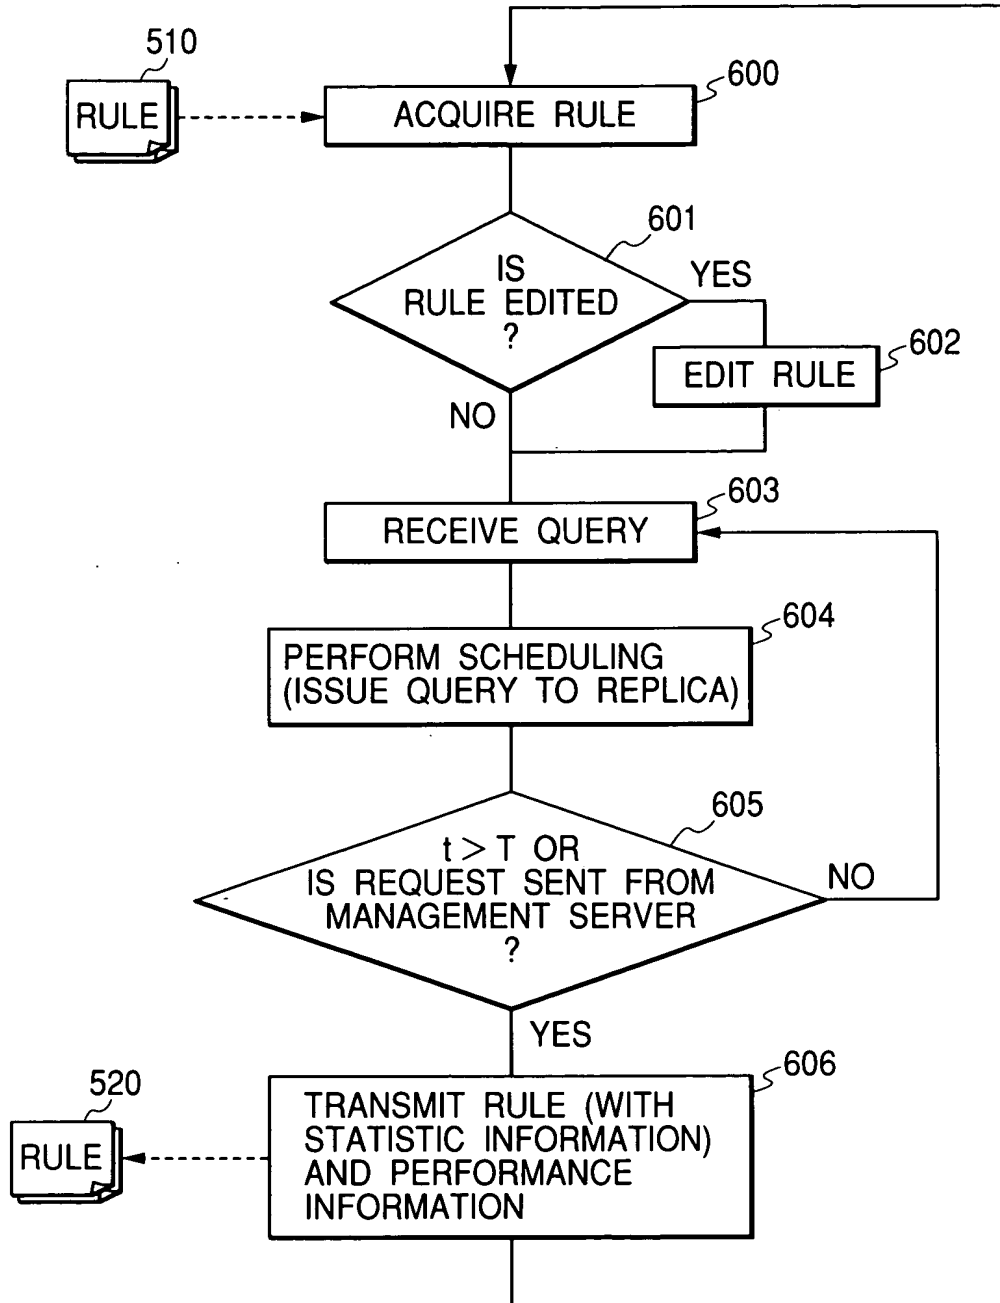 510
RULE
600
ACQUIRE RULE
601
IS
RULE EDITED
?
YES
602
EDIT RULE
NO
603
RECEIVE QUERY
604
PERFORM SCHEDULING
(ISSUE QUERY TO REPLICA)
605
t > T OR
IS REQUEST SENT FROM
MANAGEMENT SERVER
?
NO
YES
606
520
RULE
TRANSMIT RULE (WITH
STATISTIC INFORMATION)
AND PERFORMANCE
INFORMATION